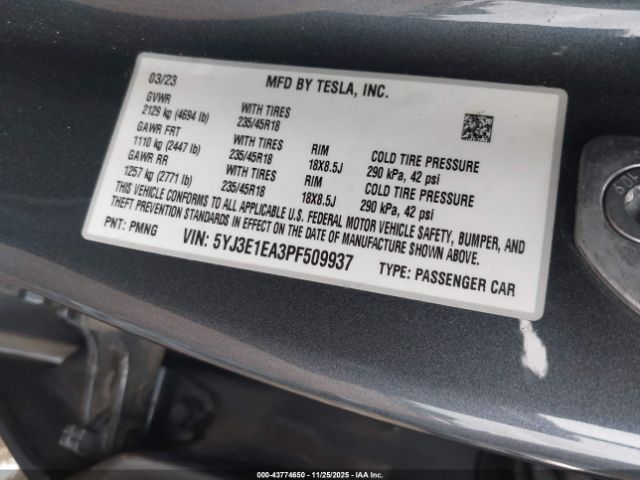 03/23 MFD BY TESLA, INC.
GVWR WITH TIRES
2129 kg (4694 lb) 235/45R18
GAWR FRT WITH TIRES RIM COLD TIRE PRESSURE
1110 kg (2447 lb) 235/45R18 18X8.5J 290 kPa, 42 psi
GAWR RR WITH TIRES RIM COLD TIRE PRESSURE
1257 kg (2771 lb) 235/45R18 18X8.5J 290 kPa, 42 psi
THIS VEHICLE CONFORMS TO ALL APPLICABLE U.S. FEDERAL MOTOR VEHICLE SAFETY, BUMPER, AND
THEFT PREVENTION STANDARDS IN EFFECT ON THE DATE OF MANUFACTURE SHOWN ABOVE.
PNT: PMNG VIN: 5YJ3E1EA3PF509937 TYPE: PASSENGER CAR
000-43774650 11/25/2025 IAA, Inc.